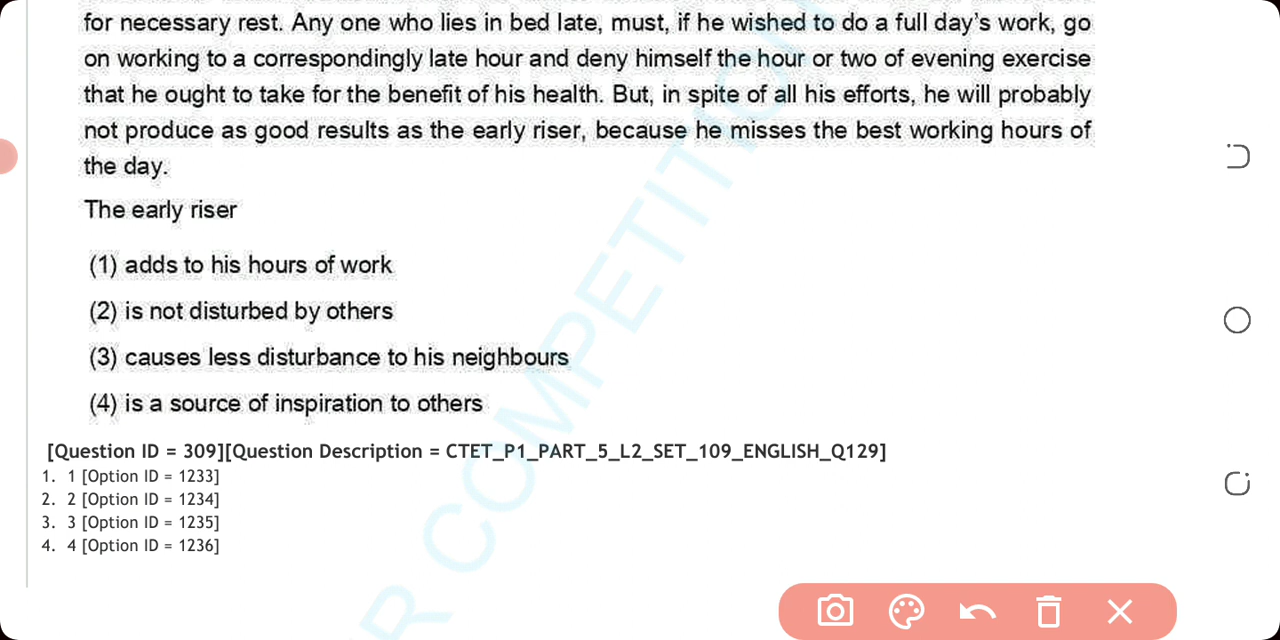 for necessary rest. Any one who lies in bed late, must, if he wished to do a full day's work, go
on working to a correspondingly late hour and deny himself the hour or two of evening exercise
that he ought to take for the benefit of his health. But, in spite of all his efforts, he will probably
not produce as good results as the early riser, because he misses the best working hours of
the day.
The early riser
(1) adds to his hours of work
(2) is not disturbed by others
(3) causes less disturbance to his neighbours
(4) is a source of inspiration to others
[Question ID = 309][Question Description = CTET_P1_PART_5_L2_SET_109_ENGLISH_Q129]
1. 1 [Option ID = 1233]
2. 2 [Option ID = 1234]
3. 3 [Option ID = 1235]
4. 4 [Option ID = 1236]
R COMPETITION